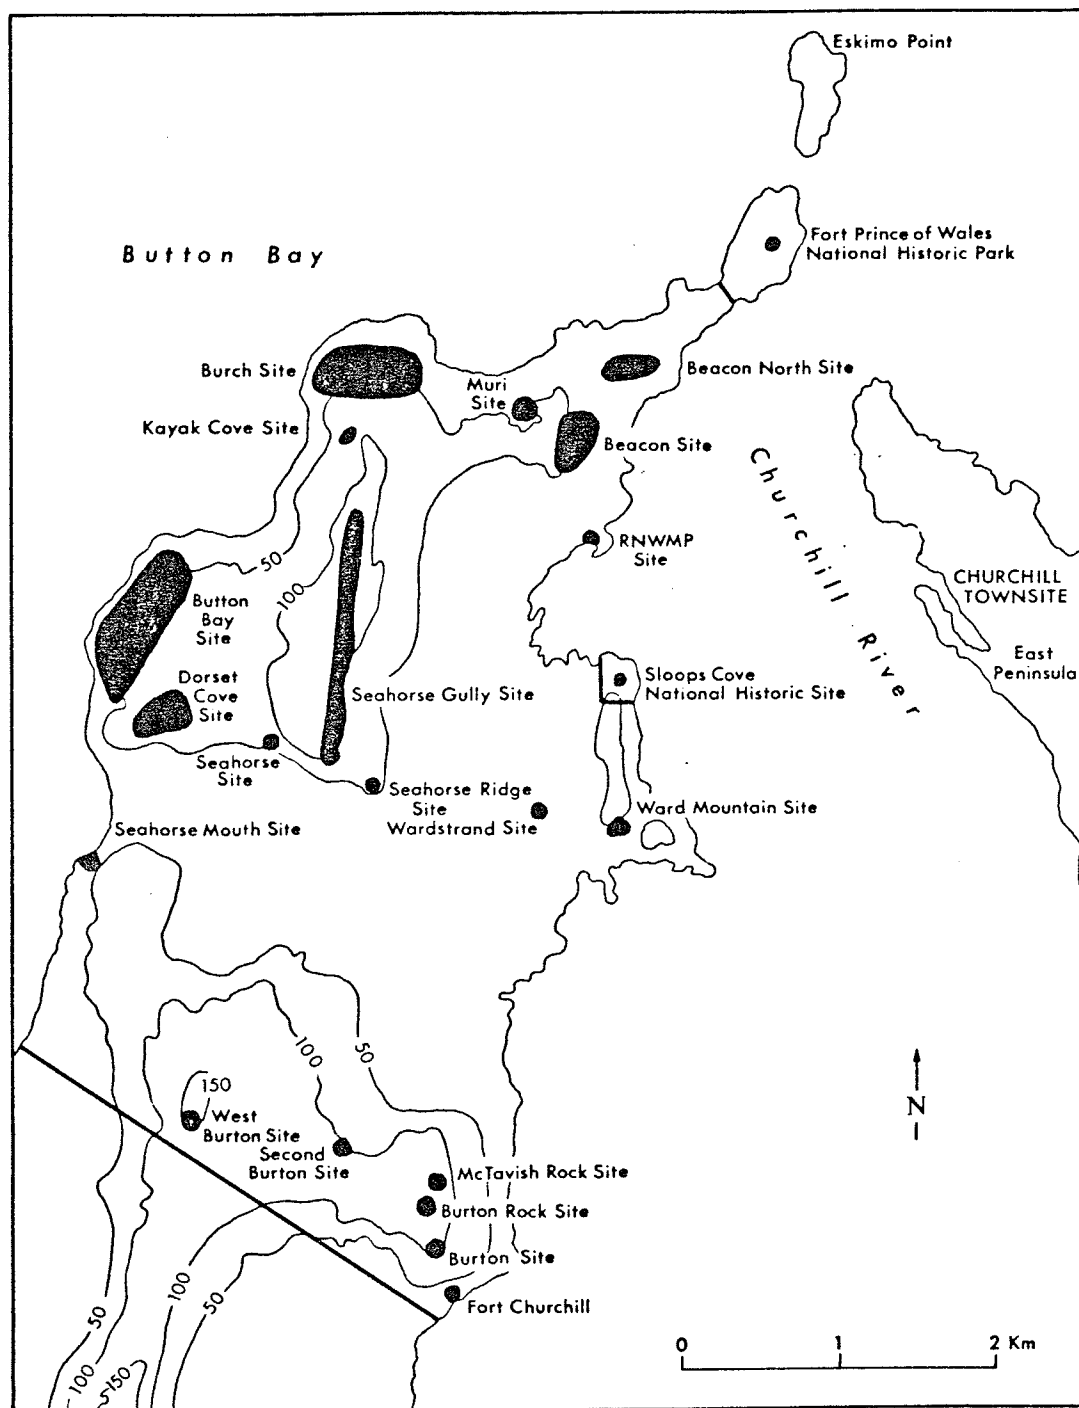 Eskimo Point
Fort Prince of Wales
National Historic Park
Button Bay
Burch Site
Muri
Site
Beacon North Site
Kayak Cove Site
Beacon Site
Churchill River
50
RNWMP
Site
100
CHURCHILL
TOWNSITE
Button
Bay
Site
East
Peninsula
Dorset
Cove
Site
Sloops Cove
National Historic Site
Seahorse Gully Site
Seahorse
Site
Seahorse Ridge
Site
Wardstrand Site
Ward Mountain Site
Seahorse Mouth Site
100
50
150
N
West
Burton Site
Second
Burton Site
McTavish Rock Site
Burton Rock Site
Burton Site
100
50
50
Fort Churchill
0 1 2 Km
100
150